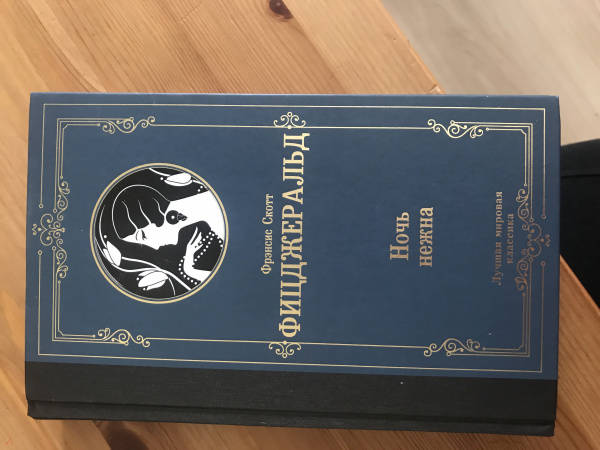 Фрэнсис Скотт
ФИЦДЖЕРАЛЬД
Ночь
нежна
Лучшая мировая
классика